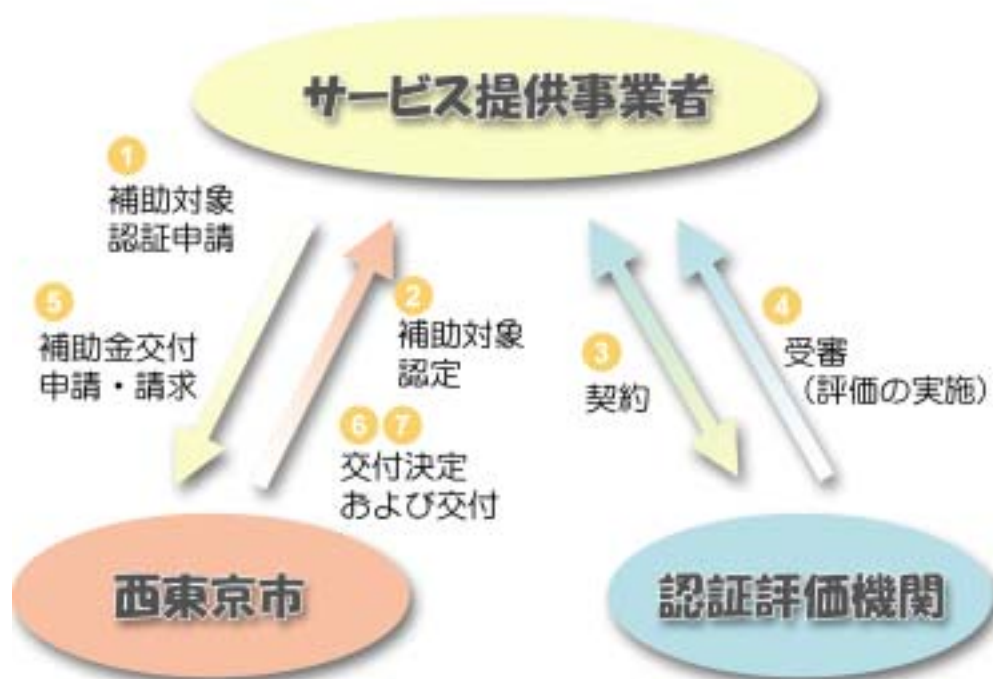 サービス提供事業者
1
補助対象
認証申請
5
補助金交付
申請・請求
2
補助対象
認定
6 7
交付決定
および交付
3
契約
4
受審
（評価の実施）
西東京市
認証評価機関